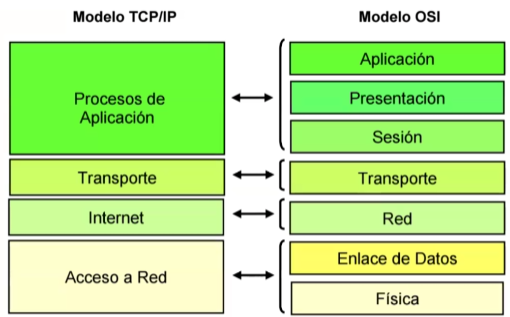 Modelo TCP/IP
Modelo OSI
Procesos de
Aplicación
Aplicación
Presentación
Sesión
Transporte
Transporte
Internet
Red
Acceso a Red
Enlace de Datos
Física